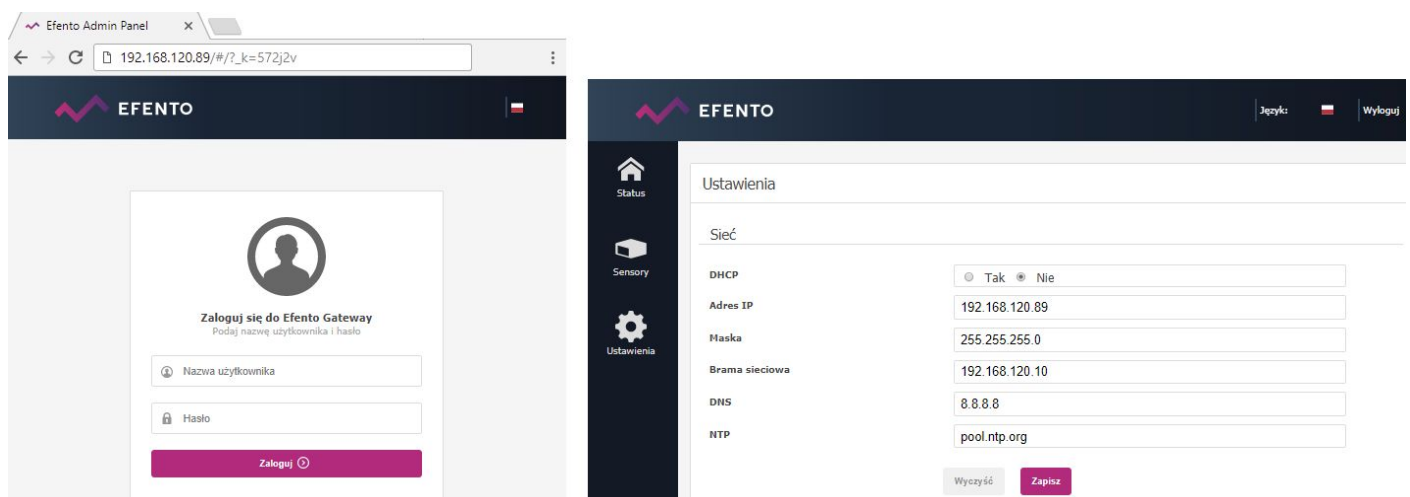 Efento Admin Panel
192.168.120.89/#/?_k=572j2v
EFENTO
Zaloguj się do Efento Gateway
Podaj nazwę użytkownika i hasło
Nazwa użytkownika
Hasło
Zaloguj
EFENTO
Język:
Wyloguj
Status
Sensory
Ustawienia
Ustawienia
Sieć
DHCP Tak Nie
Adres IP 192.168.120.89
Maska 255.255.255.0
Brama sieciowa 192.168.120.10
DNS 8.8.8.8
NTP pool.ntp.org
Wyczyść Zapisz